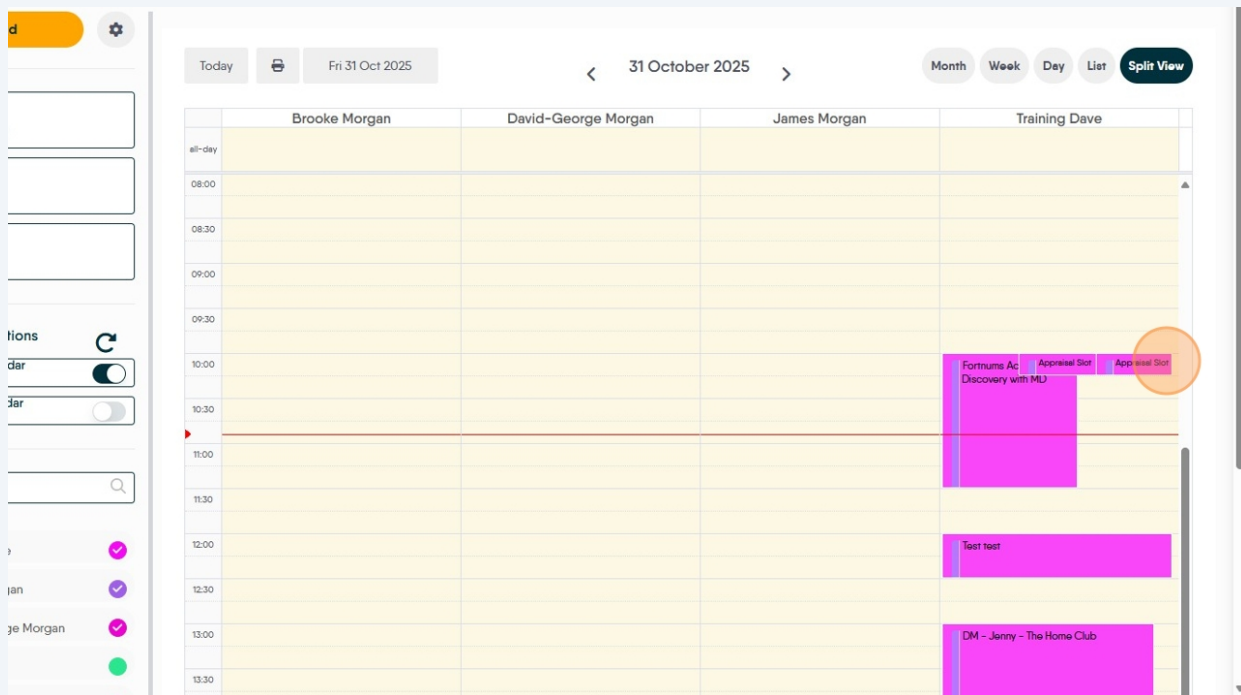 d
Today
Fri 31 Oct 2025
31 October 2025
Month
Week
Day
List
Split View
Brooke Morgan
David-George Morgan
James Morgan
Training Dave
all-day
08:00
08:30
09:00
09:30
tions
dar
10:00
Fortnums Ac
Discovery with MD
Appraisal Slot
Appraisal Slot
dar
10:30
11:00
11:30
12:00
Test test
e
12:30
gan
ge Morgan
13:00
DM - Jenny - The Home Club
13:30